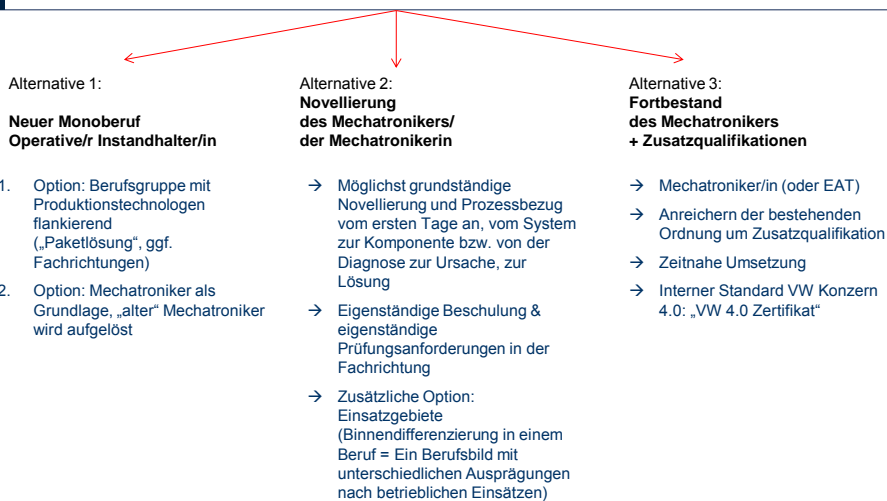 Alternative 1:
Neuer Monoberuf
Operative/r Instandhalter/in
1. Option: Berufsgruppe mit
Produktionstechnologen
flankierend
(„Paketlösung“, ggf.
Fachrichtungen)
2. Option: Mechatroniker als
Grundlage, „alter“ Mechatroniker
wird aufgelöst
Alternative 2:
Novellierung
des Mechatronikers/
der Mechatronikerin
→ Möglichst grundständige
Novellierung und Prozessbezug
vom ersten Tage an, vom System
zur Komponente bzw. von der
Diagnose zur Ursache, zur
Lösung
→ Eigenständige Beschulung &
eigenständige
Prüfungsanforderungen in der
Fachrichtung
→ Zusätzliche Option:
Einsatzgebiete
(Binnendifferenzierung in einem
Beruf = Ein Berufsbild mit
unterschiedlichen Ausprägungen
nach betrieblichen Einsätzen)
Alternative 3:
Fortbestand
des Mechatronikers
+ Zusatzqualifikationen
→ Mechatroniker/in (oder EAT)
→ Anreichern der bestehenden
Ordnung um Zusatzqualifikation
→ Zeitnahe Umsetzung
→ Interner Standard VW Konzern
4.0: „VW 4.0 Zertifikat“